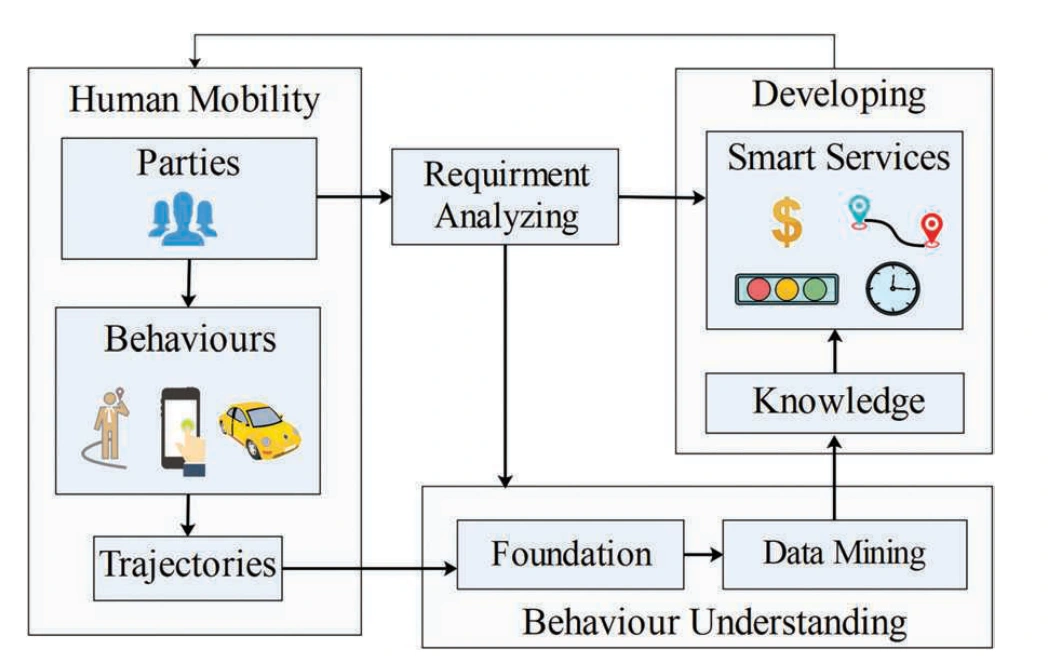 Human Mobility
Parties
Behaviours
Trajectories
Requirment
Analyzing
Developing
Smart Services
$
Knowledge
Foundation
Data Mining
Behaviour Understanding